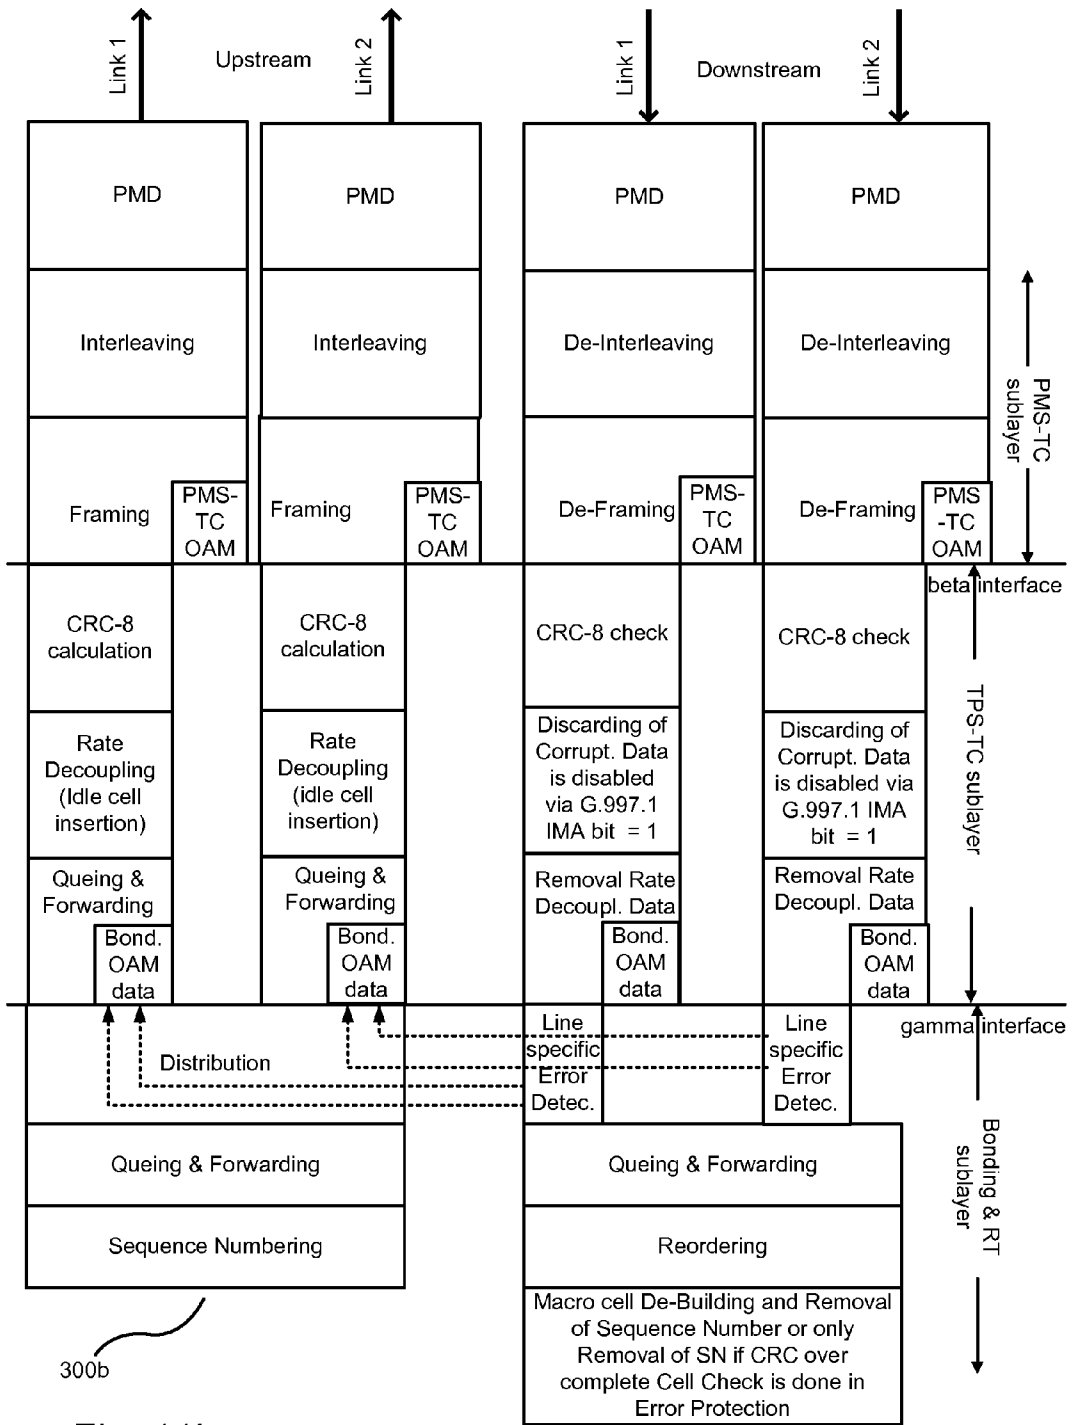 Link 1
Upstream
Link 2
Link 1
Downstream
Link 2
PMD
PMD
PMD
PMD
Interleaving
Interleaving
De-Interleaving
De-Interleaving
PMS-TC
sublayer
Framing
PMS-
TC
OAM
Framing
PMS-
TC
OAM
De-Framing
PMS-
TC
OAM
De-Framing
PMS
-TC
OAM
beta interface
CRC-8
calculation
CRC-8
calculation
CRC-8 check
CRC-8 check
TPS-TC sublayer
Rate
Decoupling
(Idle cell
insertion)
Rate
Decoupling
(idle cell
insertion)
Discarding of
Corrupt. Data
is disabled
via G.997.1
IMA bit = 1
Discarding of
Corrupt. Data
is disabled via
G.997.1 IMA
bit = 1
Queing &
Forwarding
Bond.
OAM
data
Queing &
Forwarding
Bond.
OAM
data
Removal Rate
Decoupl. Data
Bond.
OAM
data
Removal Rate
Decoupl. Data
Bond.
OAM
data
gamma interface
Distribution
Line
specific
Error
Detec.
Line
specific
Error
Detec.
Bonding & RT
sublayer
Queing & Forwarding
Queing & Forwarding
Sequence Numbering
Reordering
Macro cell De-Building and Removal
of Sequence Number or only
Removal of SN if CRC over
complete Cell Check is done in
Error Protection
300b